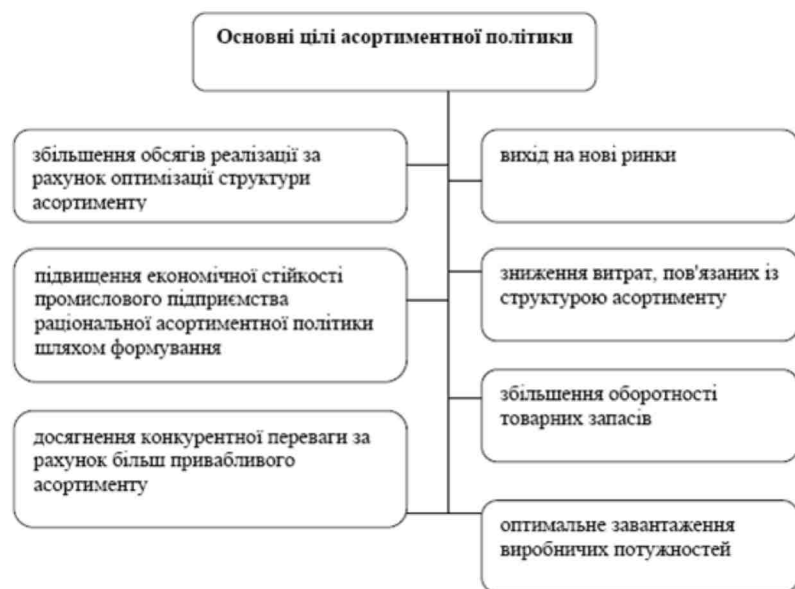 Основні цілі асортиментної політики
збільшення обсягів реалізації за
рахунок оптимізації структури
асортименту
підвищення економічної стійкості
промислового підприємства
раціональної асортиментної політики
шляхом формування
досягнення конкурентної переваги за
рахунок більш привабливого
асортименту
вихід на нові ринки
зниження витрат, пов'язаних із
структурою асортименту
збільшення оборотності
товарних запасів
оптимальне завантаження
виробничих потужностей